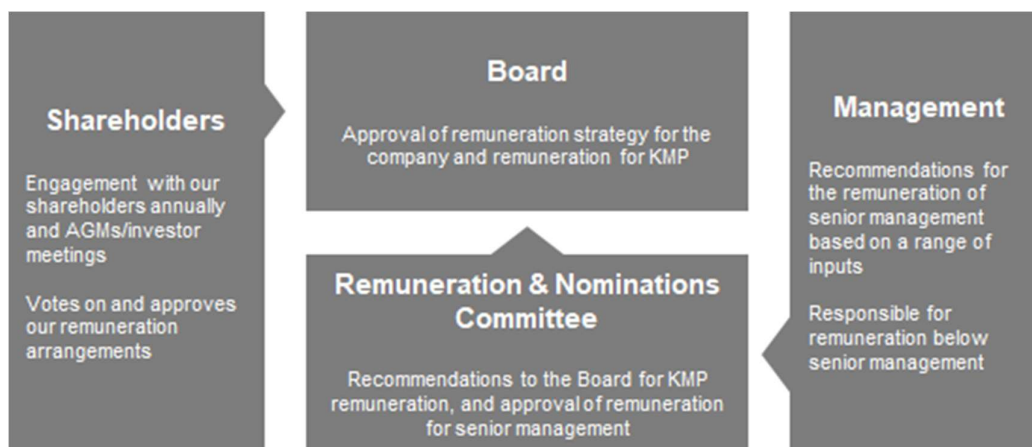 Shareholders
Engagement with our
shareholders annually
and AGMs/investor
meetings
Votes on and approves
our remuneration
arrangements
Board
Approval of remuneration strategy for the
company and remuneration for KMP
Remuneration & Nominations
Committee
Recommendations to the Board for KMP
remuneration, and approval of remuneration
for senior management
Management
Recommendations for
the remuneration of
senior management
based on a range of
inputs
Responsible for
remuneration below
senior management